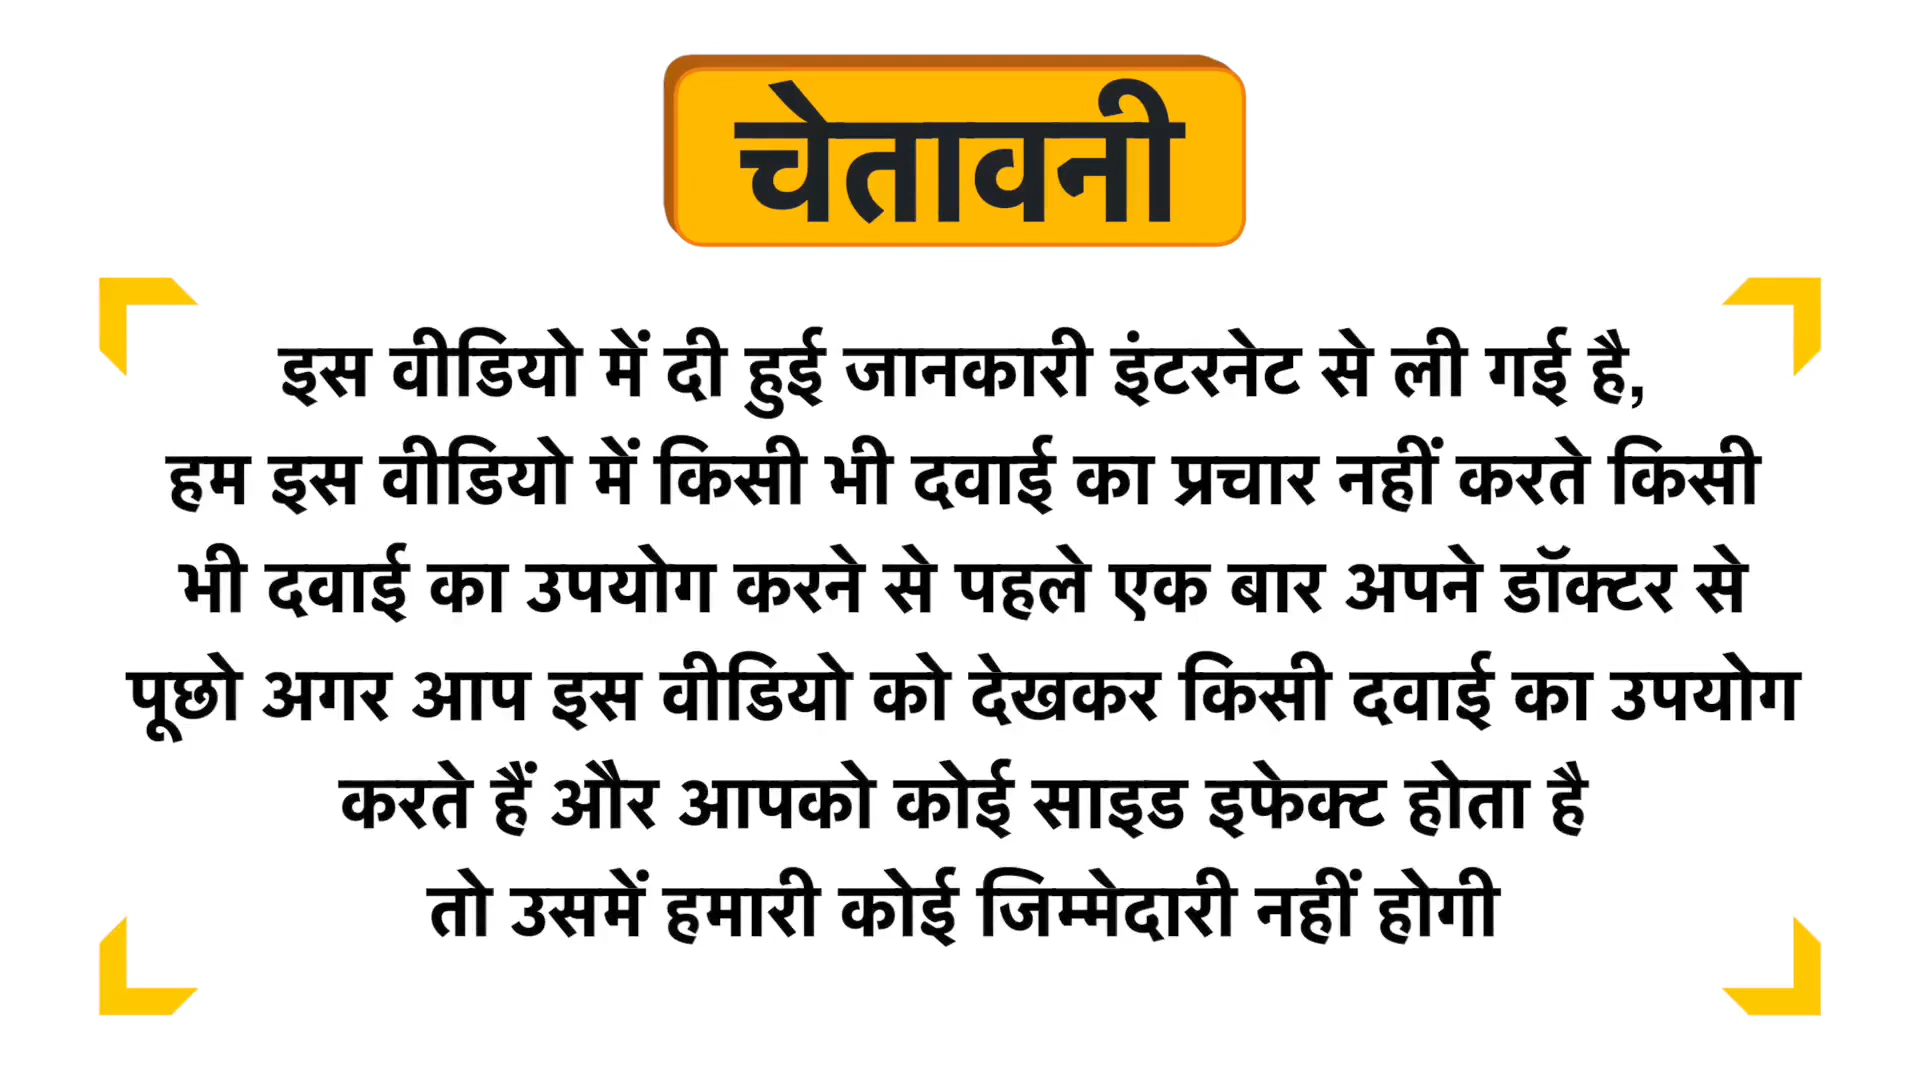 चेतावनी
इस वीडियो में दी हुई जानकारी इंटरनेट से ली गई है,
हम इस वीडियो में किसी भी दवाई का प्रचार नहीं करते किसी
भी दवाई का उपयोग करने से पहले एक बार अपने डॉक्टर से
पूछो अगर आप इस वीडियो को देखकर किसी दवाई का उपयोग
करते हैं और आपको कोई साइड इफेक्ट होता है
तो उसमें हमारी कोई जिम्मेदारी नहीं होगी